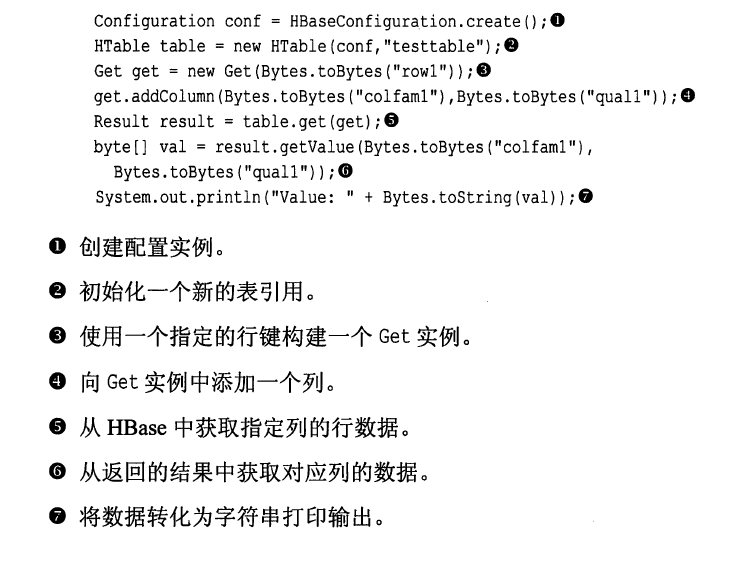 Configuration conf = HBaseConfiguration.create();❶
HTable table = new HTable(conf,"testtable");❷
Get get = new Get(Bytes.toBytes("row1"));❸
get.addColumn(Bytes.toBytes("colfam1"),Bytes.toBytes("qual1"));❹
Result result = table.get(get);❺
byte[] val = result.getValue(Bytes.toBytes("colfam1"),
Bytes.toBytes("qual1"));❻
System.out.println("Value: " + Bytes.toString(val));❼
❶ 创建配置实例。
❷ 初始化一个新的表引用。
❸ 使用一个指定的行键构建一个 Get 实例。
❹ 向 Get 实例中添加一个列。
❺ 从 HBase 中获取指定列的行数据。
❻ 从返回的结果中获取对应列的数据。
❼ 将数据转化为字符串打印输出。